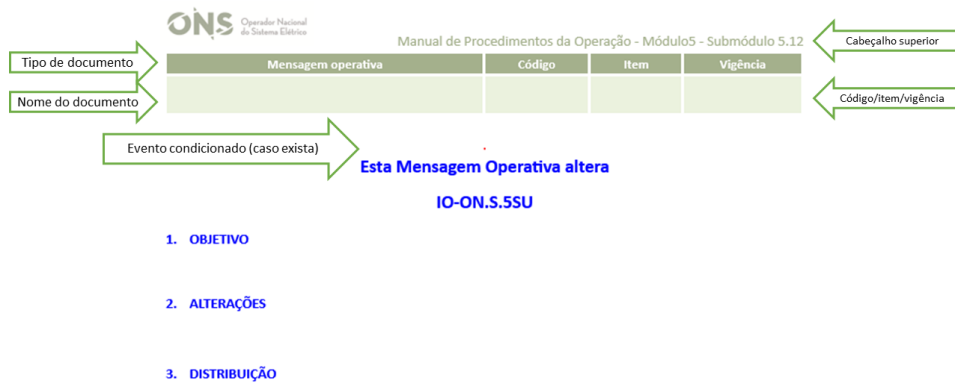 ONS Operador Nacional
do Sistema Elétrico
Manual de Procedimentos da Operação - Módulo5 - Submódulo 5.12
Cabeçalho superior
Tipo de documento
Mensagem operativa Código Item Vigência
Nome do documento
Código/item/vigência
Evento condicionado (caso exista)
Esta Mensagem Operativa altera
IO-ON.S.5SU
1. OBJETIVO
2. ALTERAÇÕES
3. DISTRIBUIÇÃO